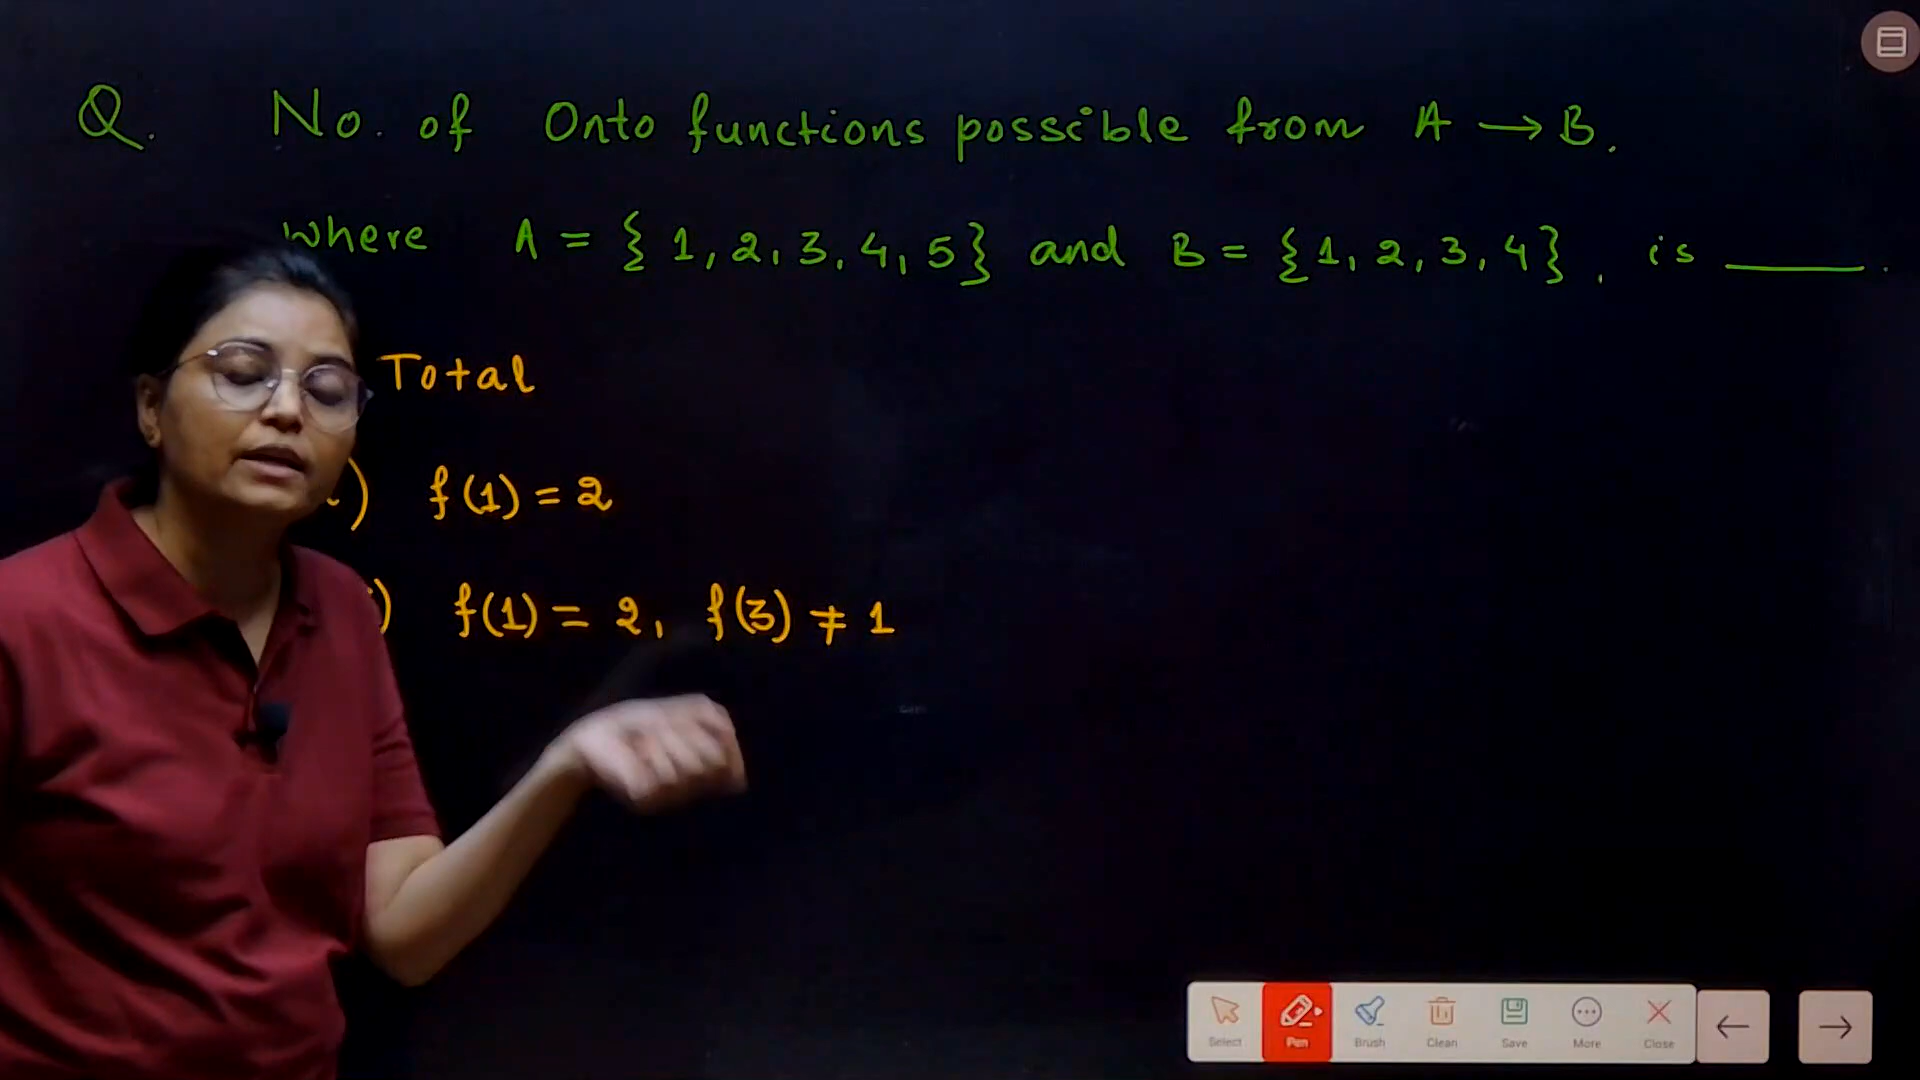 Q. No. of Onto functions possible from A → B.
where A = { 1, 2, 3, 4, 5} and B = {1, 2, 3, 4}, is ____.
Total
) f(1) = 2
) f(1) = 2, f(3) ≠ 1
Select Pen Brush Clean Save More Close